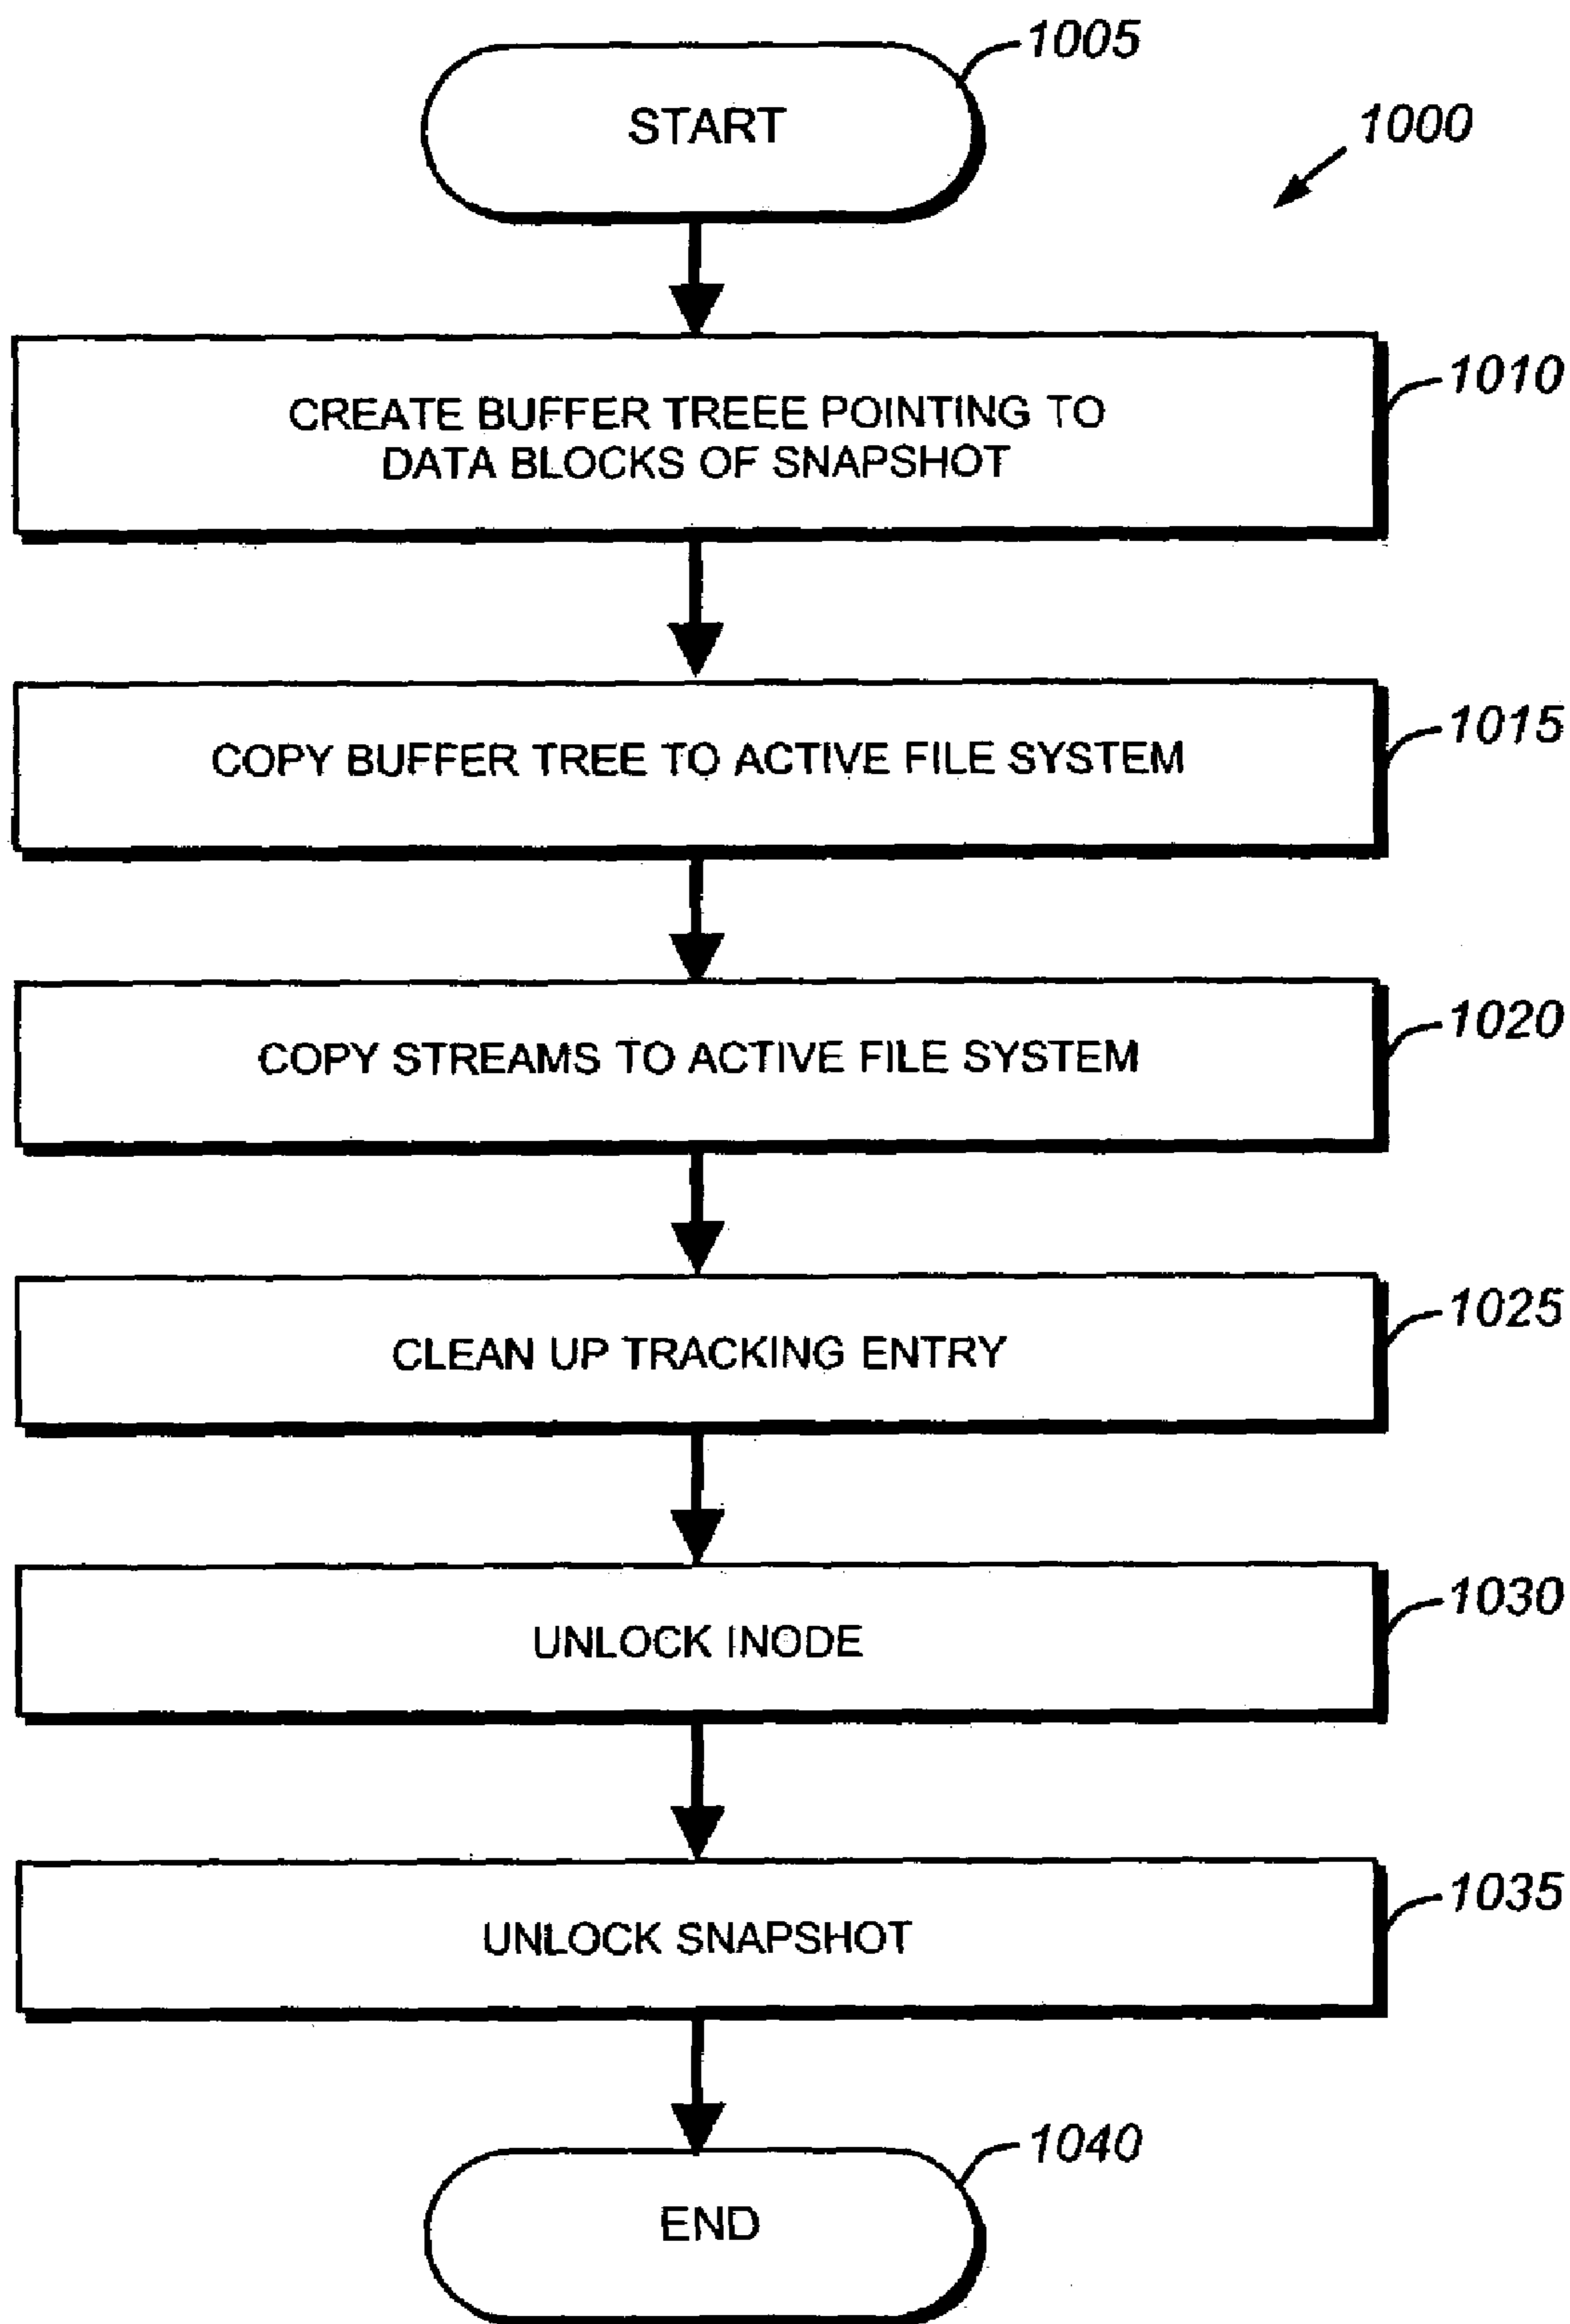 1005
START
1000
1010
CREATE BUFFER TREEE POINTING TO
DATA BLOCKS OF SNAPSHOT
1015
COPY BUFFER TREE TO ACTIVE FILE SYSTEM
1020
COPY STREAMS TO ACTIVE FILE SYSTEM
1025
CLEAN UP TRACKING ENTRY
1030
UNLOCK INODE
1035
UNLOCK SNAPSHOT
1040
END